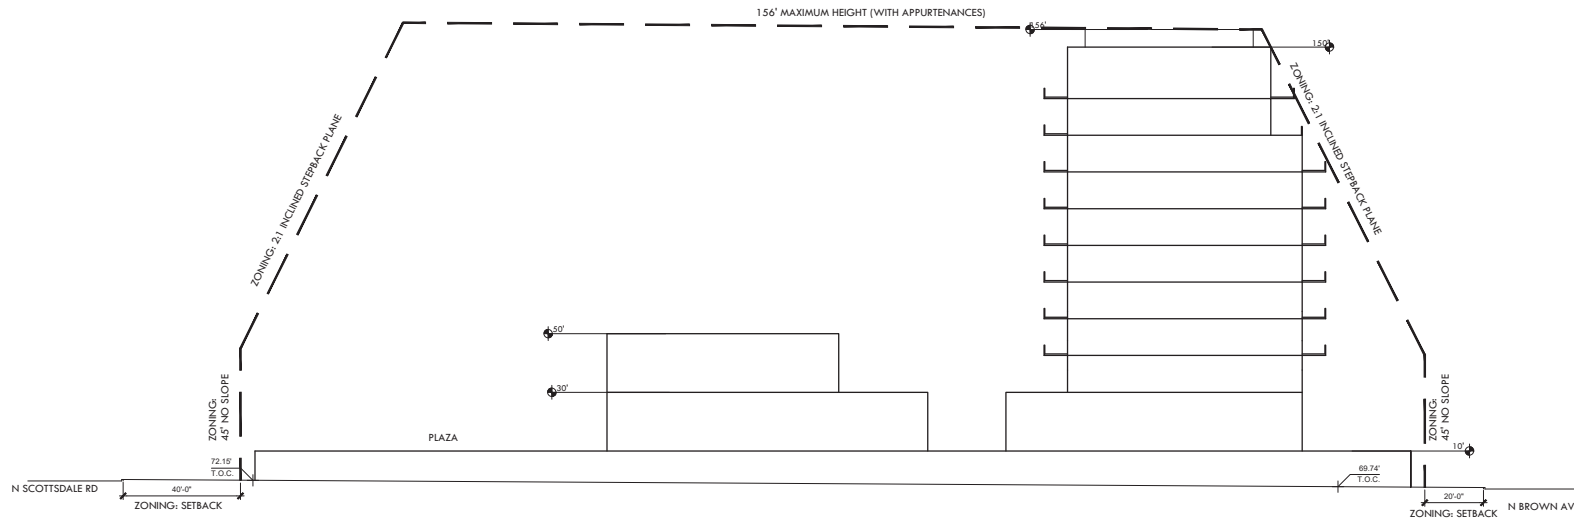 156' MAXIMUM HEIGHT (WITH APPURTENANCES)
156'
150'
ZONING: 2:1 INCLINED STEPBACK PLANE
ZONING: 2:1 INCLINED STEPBACK PLANE
50'
30'
ZONING:
45' NO SLOPE
ZONING:
45' NO SLOPE
PLAZA
10'
72.15'
T.O.C.
69.74'
T.O.C.
N SCOTTSDALE RD
40'-0"
ZONING: SETBACK
20'-0"
ZONING: SETBACK
N BROWN AV